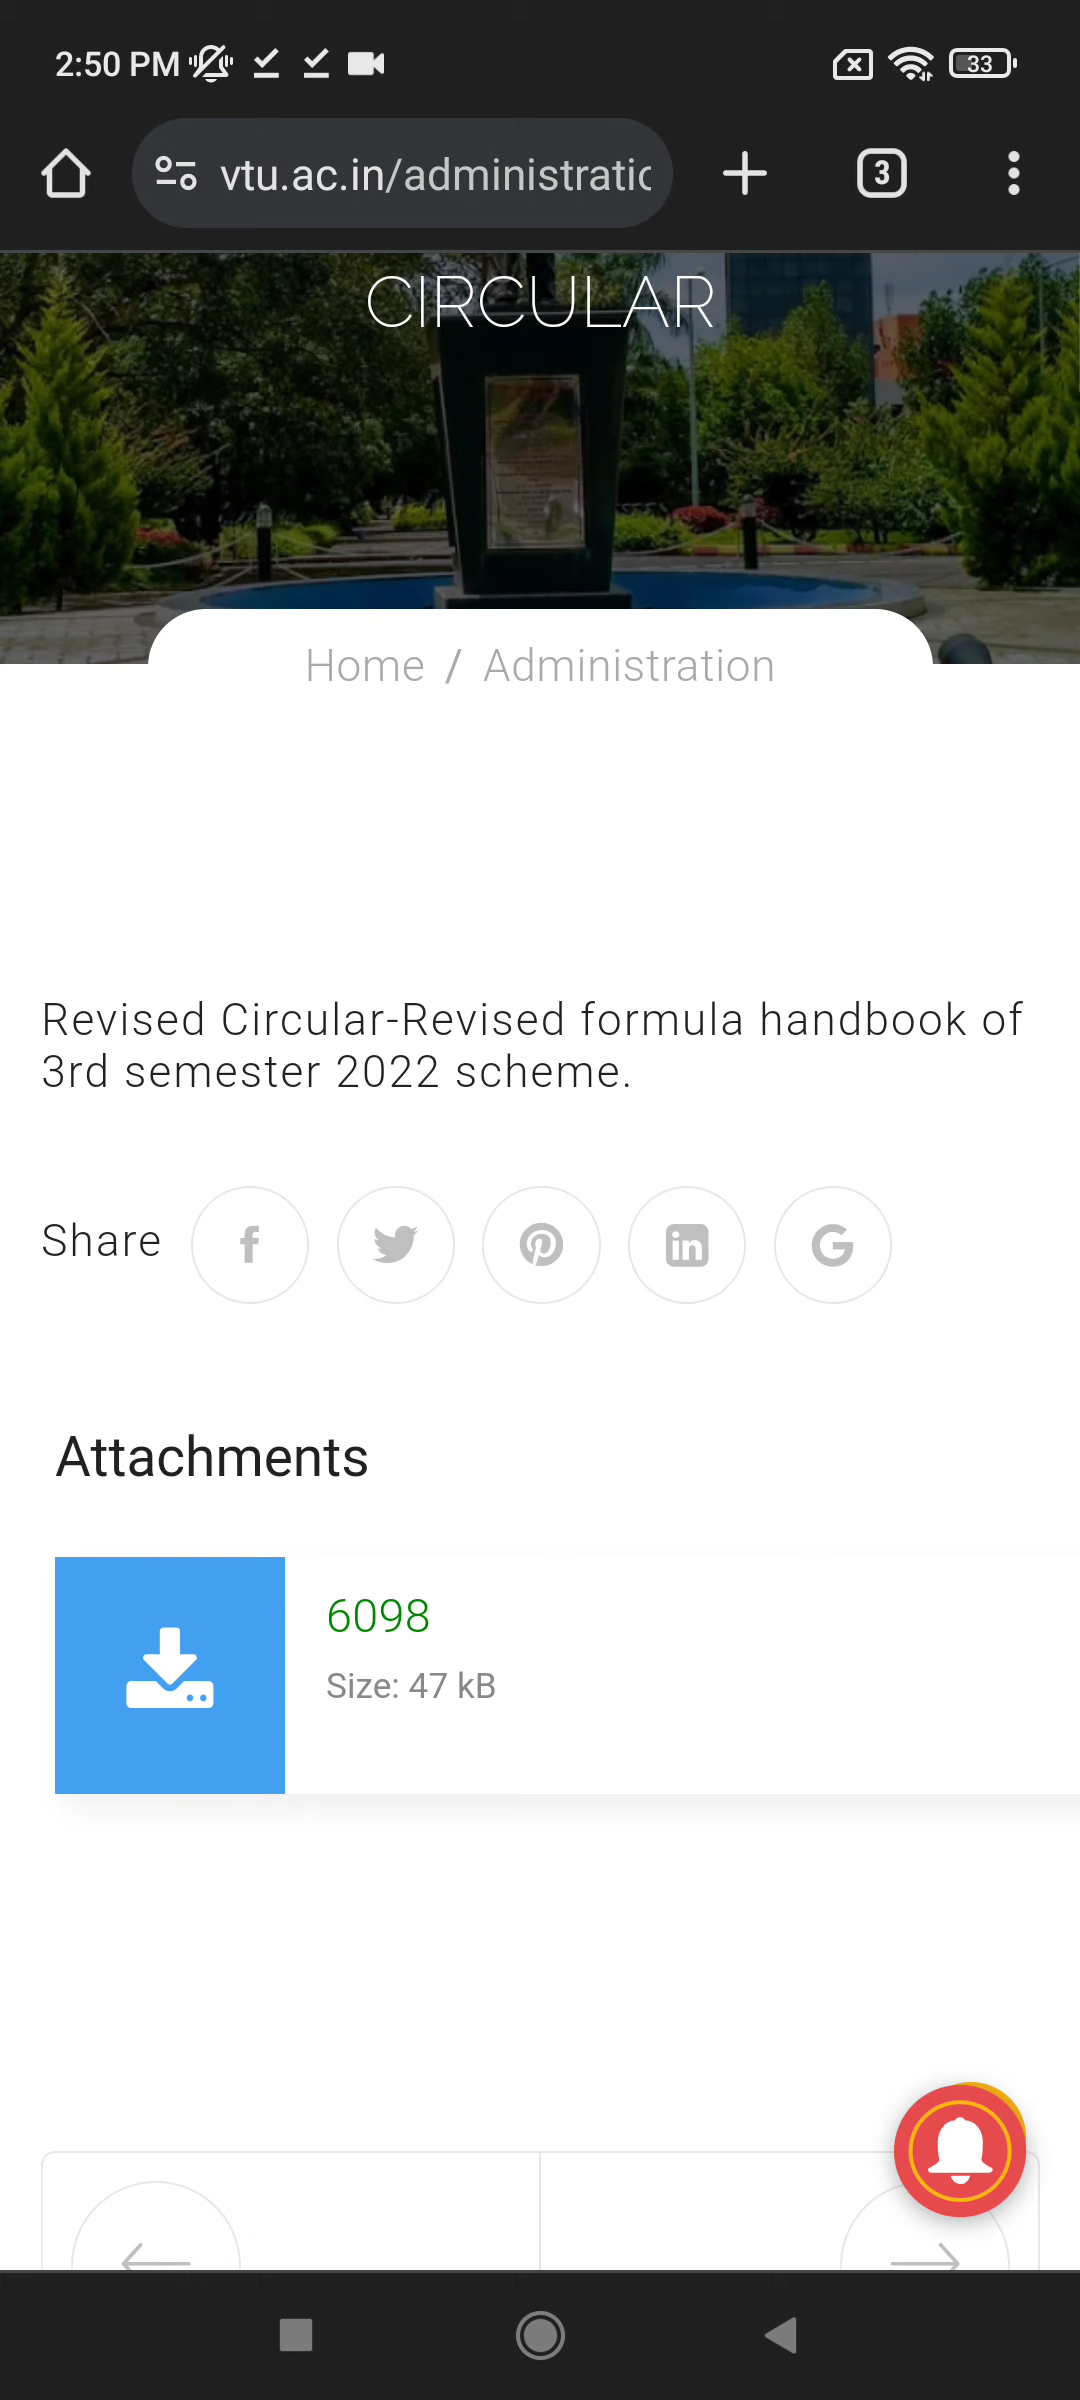 2:50 PM
33
vtu.ac.in/administratio
3
CIRCULAR
Home / Administration
Revised Circular-Revised formula handbook of
3rd semester 2022 scheme.
Share
Attachments
6098
Size: 47 kB